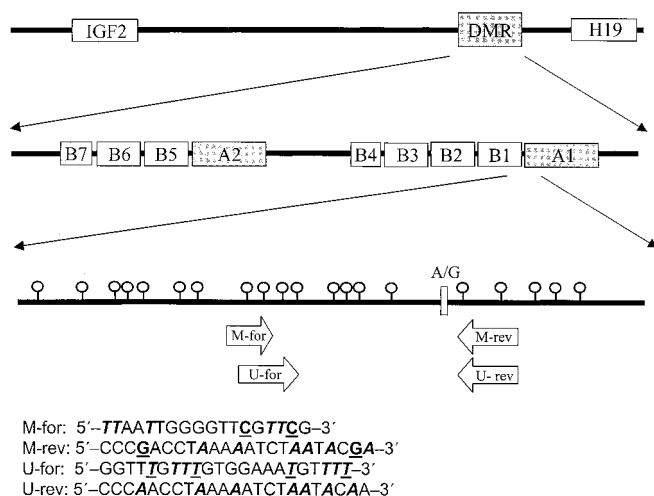 IGF2 DMR H19
B7 B6 B5 A2 B4 B3 B2 B1 A1
A/G
M-for M-rev
U-for U- rev
M-for: 5´–TTAATTGGGGTTCGTTCG–3´
M-rev: 5´–CCCGACCTAAAAATCTAATACGA–3´
U-for: 5´–GGTTTGTTTGTGGAAATGTTTT–3´
U-rev: 5´–CCCAACCTAAAAATCTAATACAA–3´